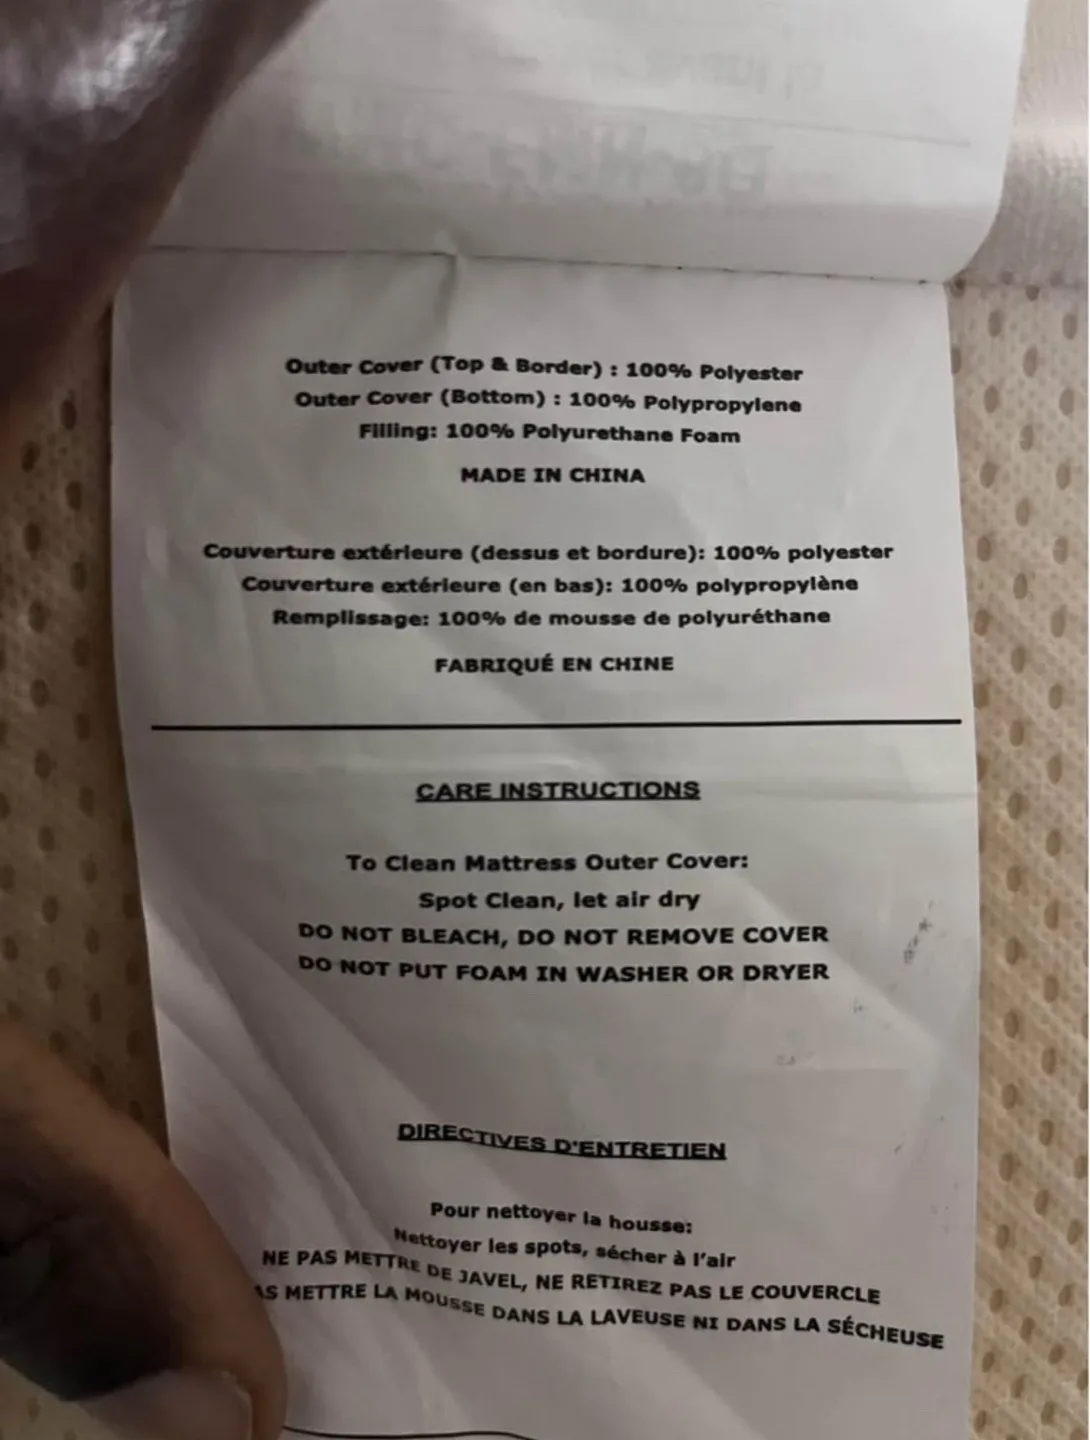 Outer Cover (Top & Border) : 100% Polyester
Outer Cover (Bottom) : 100% Polypropylene
Filling: 100% Polyurethane Foam
MADE IN CHINA
Couverture extérieure (dessus et bordure): 100% polyester
Couverture extérieure (en bas): 100% polypropylène
Remplissage: 100% de mousse de polyuréthane
FABRIQUÉ EN CHINE
CARE INSTRUCTIONS
To Clean Mattress Outer Cover:
Spot Clean, let air dry
DO NOT BLEACH, DO NOT REMOVE COVER
DO NOT PUT FOAM IN WASHER OR DRYER
DIRECTIVES D'ENTRETIEN
Pour nettoyer la housse:
Nettoyer les spots, sécher à l'air
NE PAS METTRE DE JAVEL, NE RETIREZ PAS LE COUVERCLE
AS METTRE LA MOUSSE DANS LA LAVEUSE NI DANS LA SÉCHEUSE